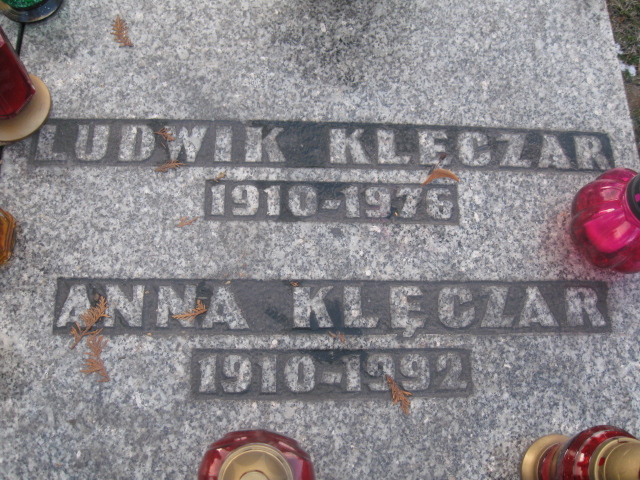 LUDWIK KLĘCZAR
1910-1976
ANNA KLĘCZAR
1910-1992